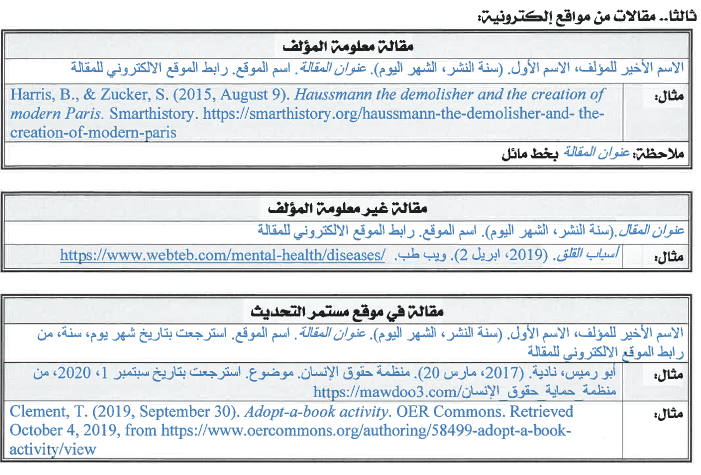 ثالثا.. مقالات من مواقع إلكترونية:
مقالة معلومة المؤلف
الاسم الأخير للمؤلف، الاسم الأول. (سنة النشر، الشهر اليوم). عنوان المقالة. اسم الموقع. رابط الموقع الالكتروني للمقالة
مثال:
Harris, B., & Zucker, S. (2015, August 9). Haussmann the demolisher and the creation of
modern Paris. Smarthistory. https://smarthistory.org/haussmann-the-demolisher-and- the-
creation-of-modern-paris
ملاحظة: عنوان المقالة بخط مائل
مقالة غير معلومة المؤلف
عنوان المقال.(سنة النشر، الشهر اليوم). اسم الموقع. رابط الموقع الالكتروني للمقالة
مثال: أسباب القلق. (2019، ابريل 2). ويب طب. https://www.webteb.com/mental-health/diseases/
مقالة في موقع مستمر التحديث
الاسم الأخير للمؤلف، الاسم الأول. (سنة النشر، الشهر اليوم). عنوان المقالة. اسم الموقع. استرجعت بتاريخ شهر يوم، سنة، من
رابط الموقع الالكتروني للمقالة
مثال: أبو رميس، نادية. (2017، مارس 20). منظمة حقوق الإنسان. موضوع. استرجعت بتاريخ سبتمبر 1، 2020، من
https://mawdoo3.com/منظمة_حماية_حقوق_الإنسان
مثال:
Clement, T. (2019, September 30). Adopt-a-book activity. OER Commons. Retrieved
October 4, 2019, from https://www.oercommons.org/authoring/58499-adopt-a-book-
activity/view